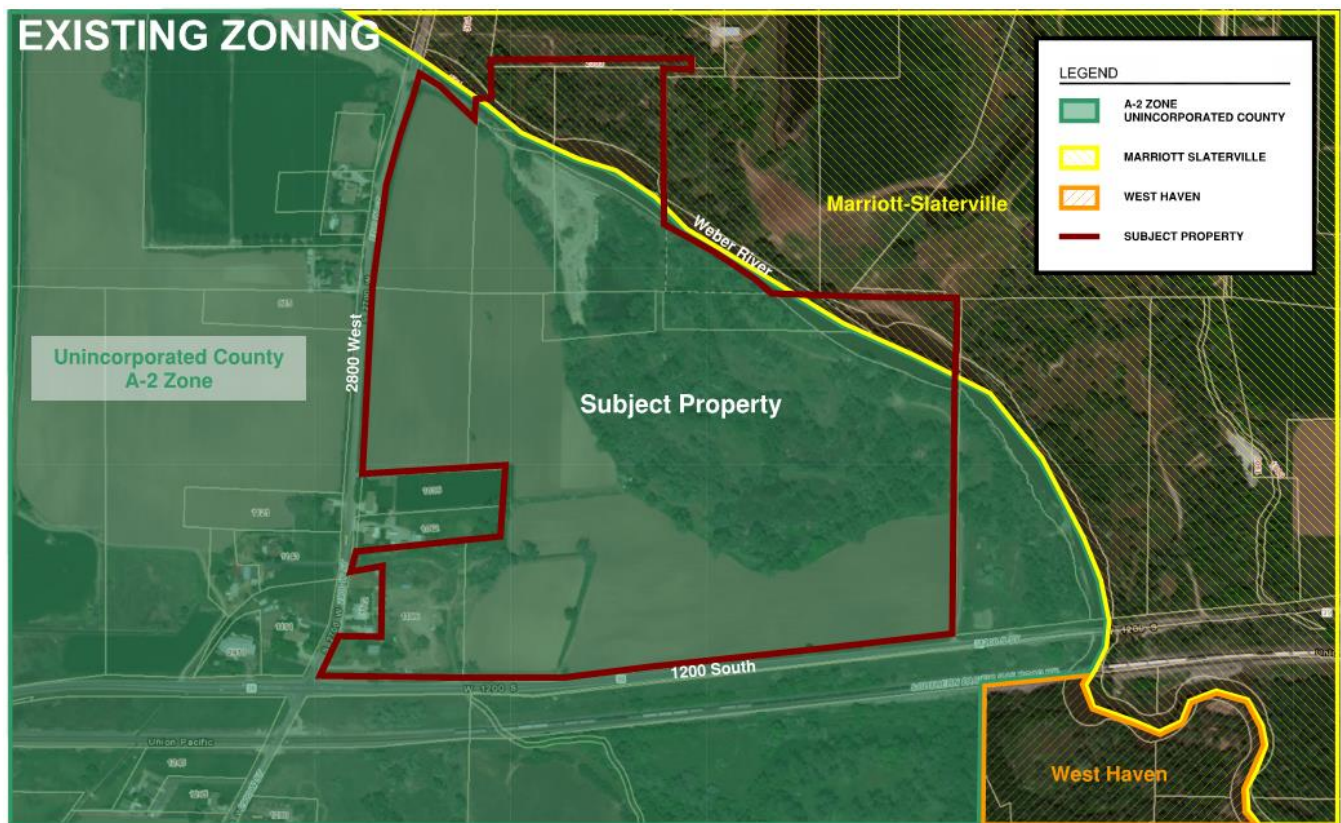 EXISTING ZONING
LEGEND
A-2 ZONE
UNINCORPORATED COUNTY
MARRIOTT SLATERVILLE
WEST HAVEN
SUBJECT PROPERTY
Marriott-Slaterville
Weber River
Unincorporated County
A-2 Zone
2800 West
Subject Property
1200 South
W 1200 S
1200 S
Union Pacific
West Haven